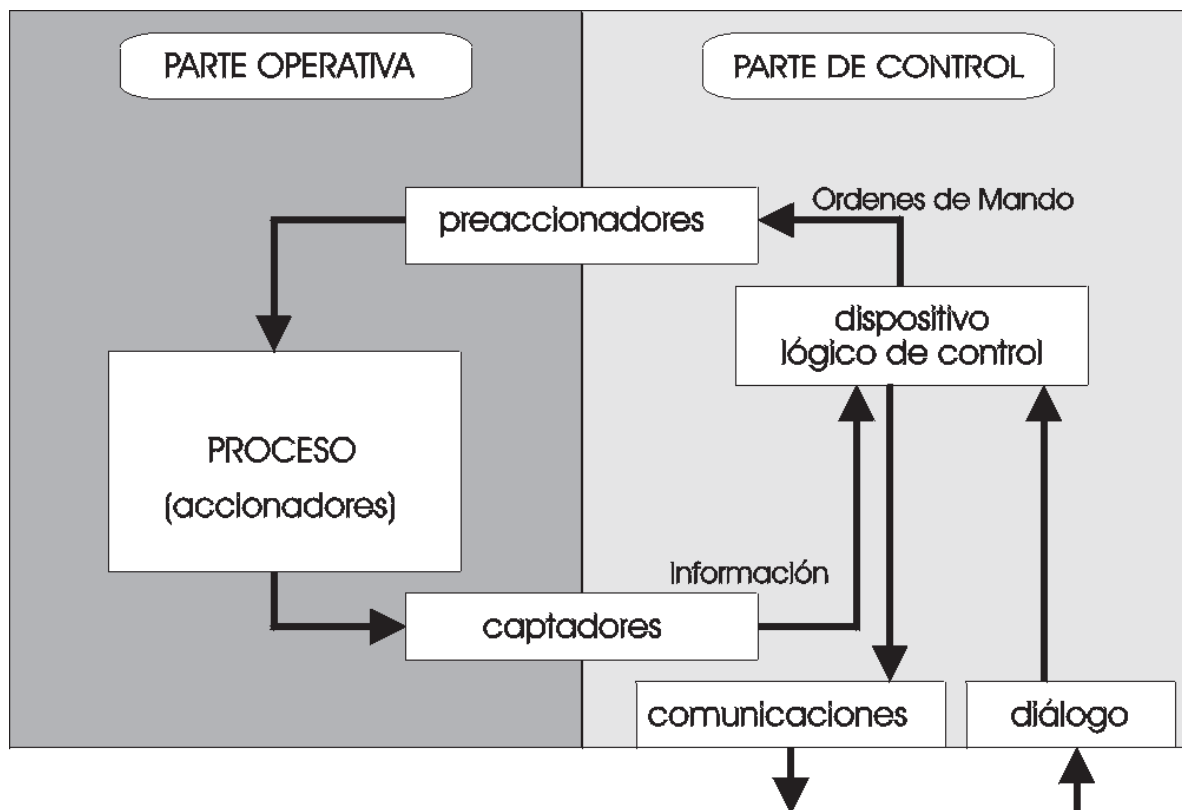 PARTE OPERATIVA
PARTE DE CONTROL
preaccionadores
Ordenes de Mando
dispositivo
lógico de control
PROCESO
(accionadores)
Información
captadores
comunicaciones
diálogo